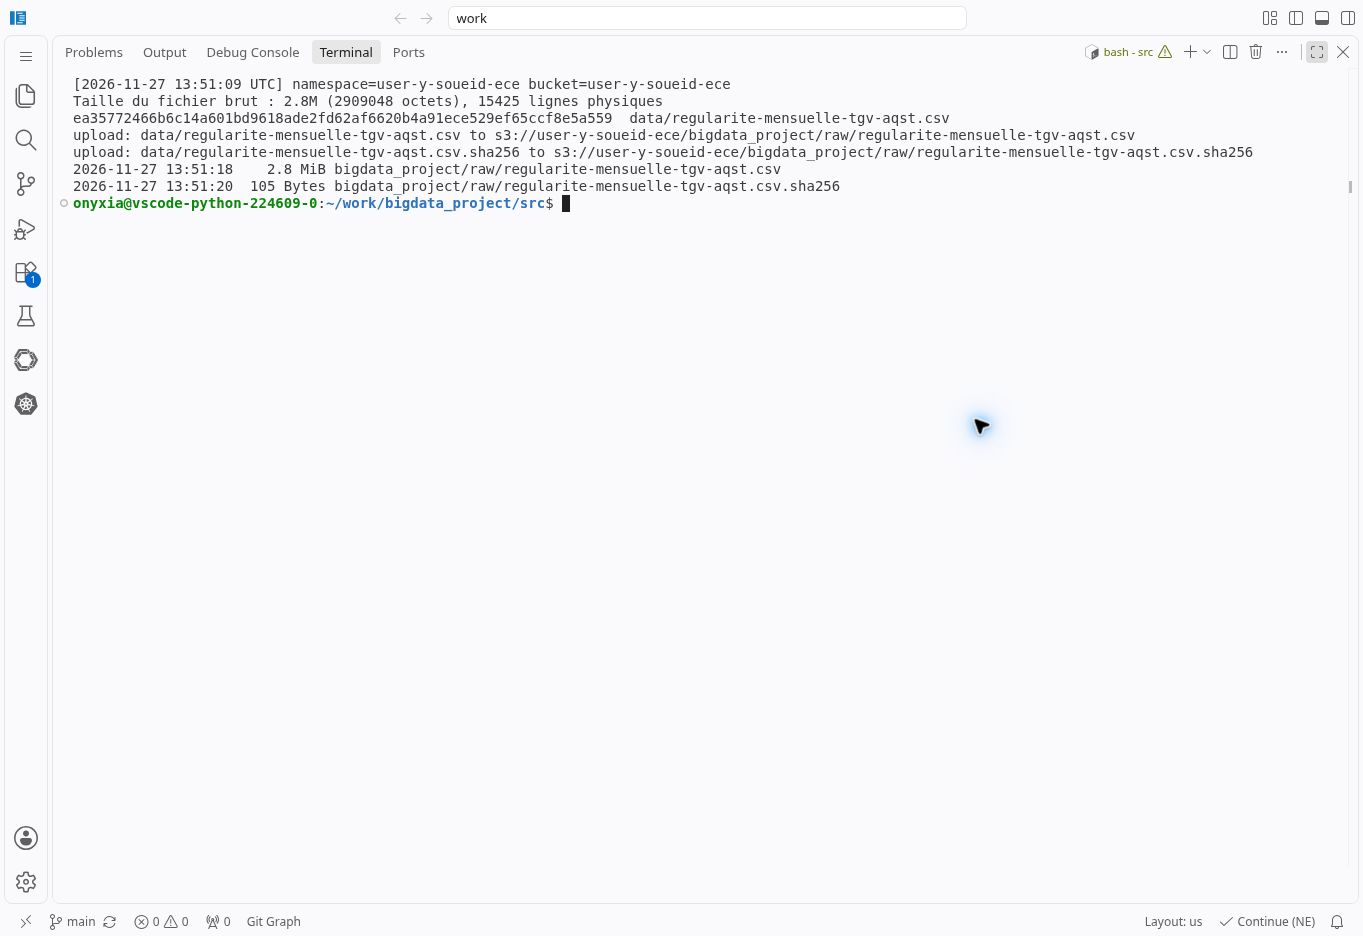 work
Problems Output Debug Console Terminal Ports
bash - src
[2026-11-27 13:51:09 UTC] namespace=user-y-soueid-ece bucket=user-y-soueid-ece
Taille du fichier brut : 2.8M (2909048 octets), 15425 lignes physiques
ea35772466b6c14a601bd9618ade2fd62af6620b4a91ece529ef65ccf8e5a559  data/regularite-mensuelle-tgv-aqst.csv
upload: data/regularite-mensuelle-tgv-aqst.csv to s3://user-y-soueid-ece/bigdata_project/raw/regularite-mensuelle-tgv-aqst.csv
upload: data/regularite-mensuelle-tgv-aqst.csv.sha256 to s3://user-y-soueid-ece/bigdata_project/raw/regularite-mensuelle-tgv-aqst.csv.sha256
2026-11-27 13:51:18    2.8 MiB bigdata_project/raw/regularite-mensuelle-tgv-aqst.csv
2026-11-27 13:51:20  105 Bytes bigdata_project/raw/regularite-mensuelle-tgv-aqst.csv.sha256
onyxia@vscode-python-224609-0:~/work/bigdata_project/src$
1
main 0 0 0 Git Graph Layout: us Continue (NE)